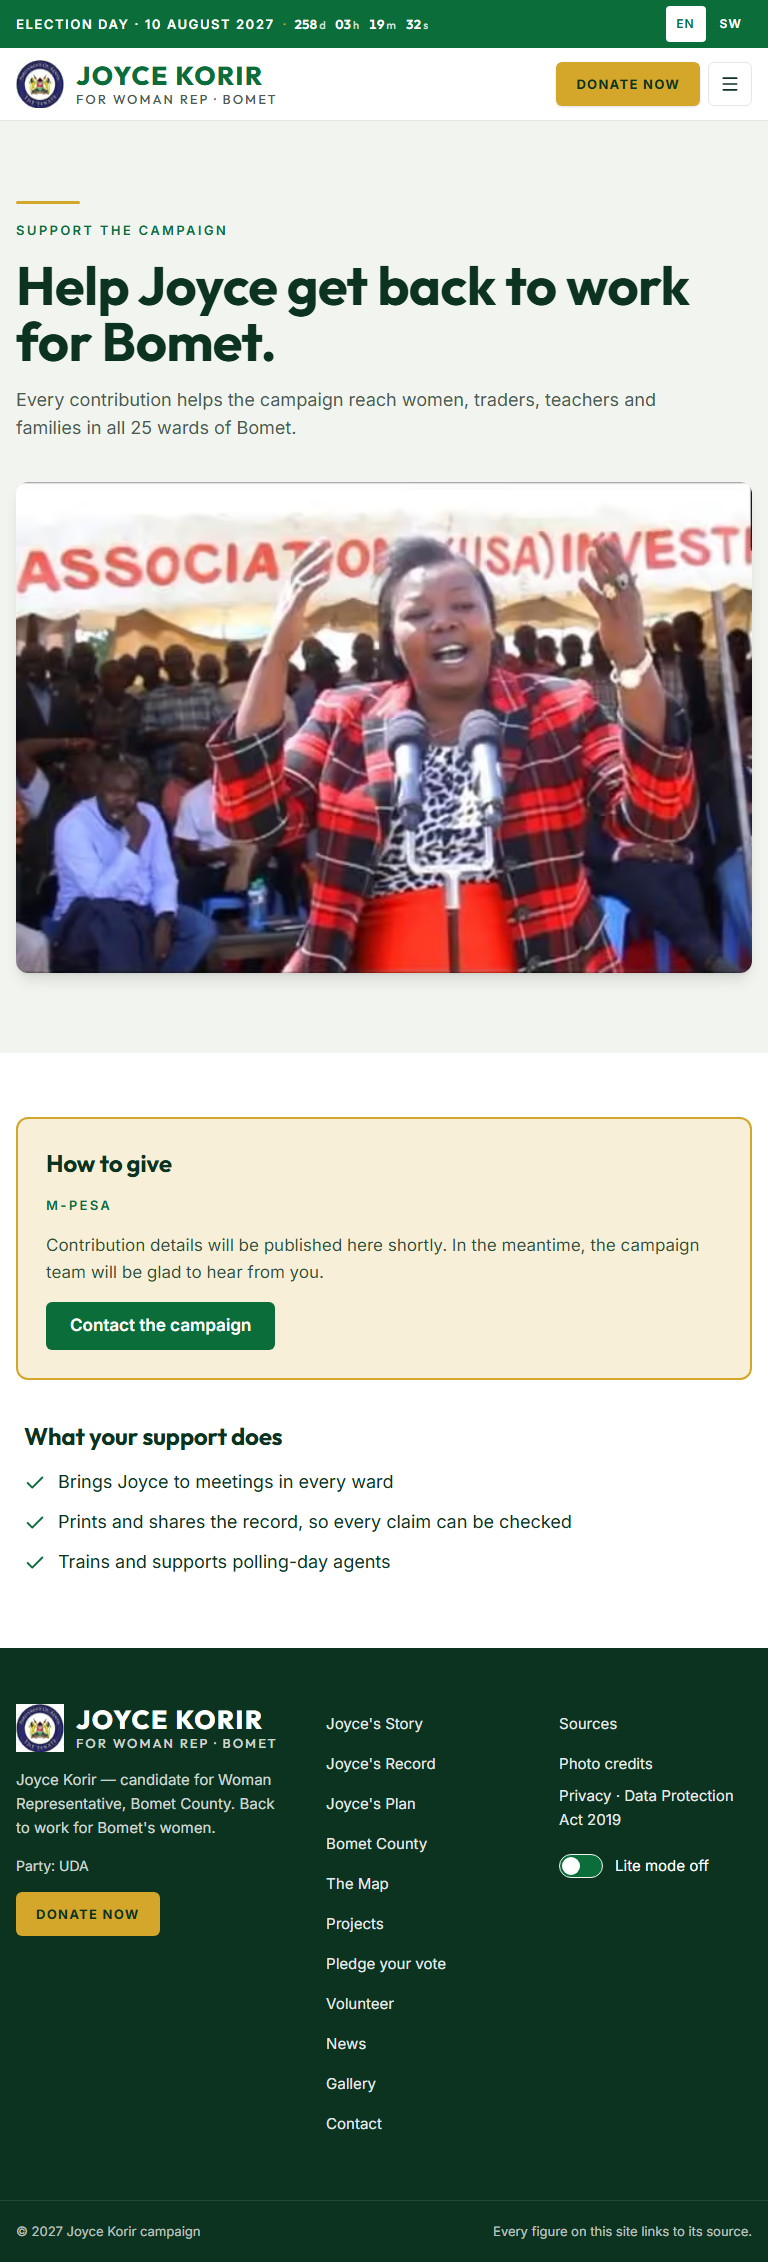 ELECTION DAY · 10 AUGUST 2027 · 258d 03h 19m 32s
EN SW
JOYCE KORIR
FOR WOMAN REP · BOMET
DONATE NOW
SUPPORT THE CAMPAIGN
Help Joyce get back to work
for Bomet.
Every contribution helps the campaign reach women, traders, teachers and
families in all 25 wards of Bomet.
ASSOCIATION (USA) INVEST
How to give
M-PESA
Contribution details will be published here shortly. In the meantime, the campaign
team will be glad to hear from you.
Contact the campaign
What your support does
Brings Joyce to meetings in every ward
Prints and shares the record, so every claim can be checked
Trains and supports polling-day agents
JOYCE KORIR
FOR WOMAN REP · BOMET
Joyce Korir — candidate for Woman
Representative, Bomet County. Back
to work for Bomet's women.
Party: UDA
DONATE NOW
Joyce's Story
Joyce's Record
Joyce's Plan
Bomet County
The Map
Projects
Pledge your vote
Volunteer
News
Gallery
Contact
Sources
Photo credits
Privacy · Data Protection
Act 2019
Lite mode off
© 2027 Joyce Korir campaign
Every figure on this site links to its source.